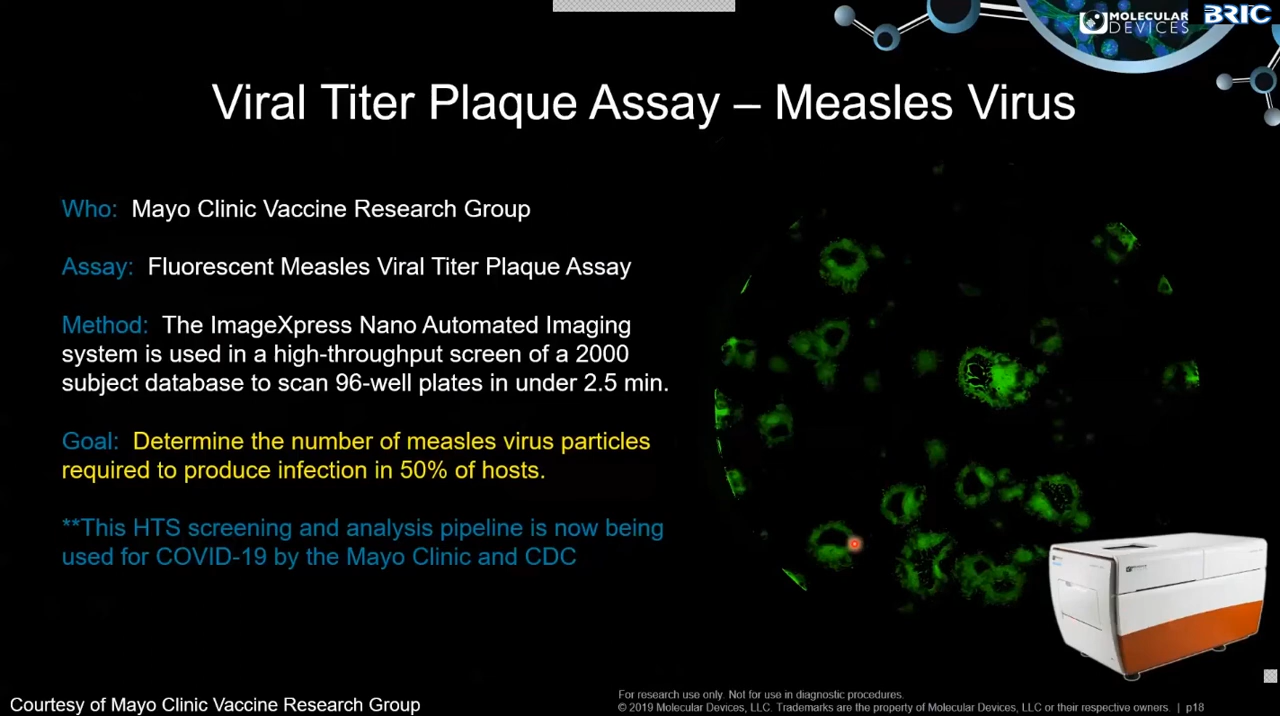 MOLECULAR
DEVICES
BRIC
Viral Titer Plaque Assay – Measles Virus
Who: Mayo Clinic Vaccine Research Group
Assay: Fluorescent Measles Viral Titer Plaque Assay
Method: The ImageXpress Nano Automated Imaging
system is used in a high-throughput screen of a 2000
subject database to scan 96-well plates in under 2.5 min.
Goal: Determine the number of measles virus particles
required to produce infection in 50% of hosts.
**This HTS screening and analysis pipeline is now being
used for COVID-19 by the Mayo Clinic and CDC
Courtesy of Mayo Clinic Vaccine Research Group
For research use only. Not for use in diagnostic procedures.
© 2019 Molecular Devices, LLC. Trademarks are the property of Molecular Devices, LLC or their respective owners. | p18